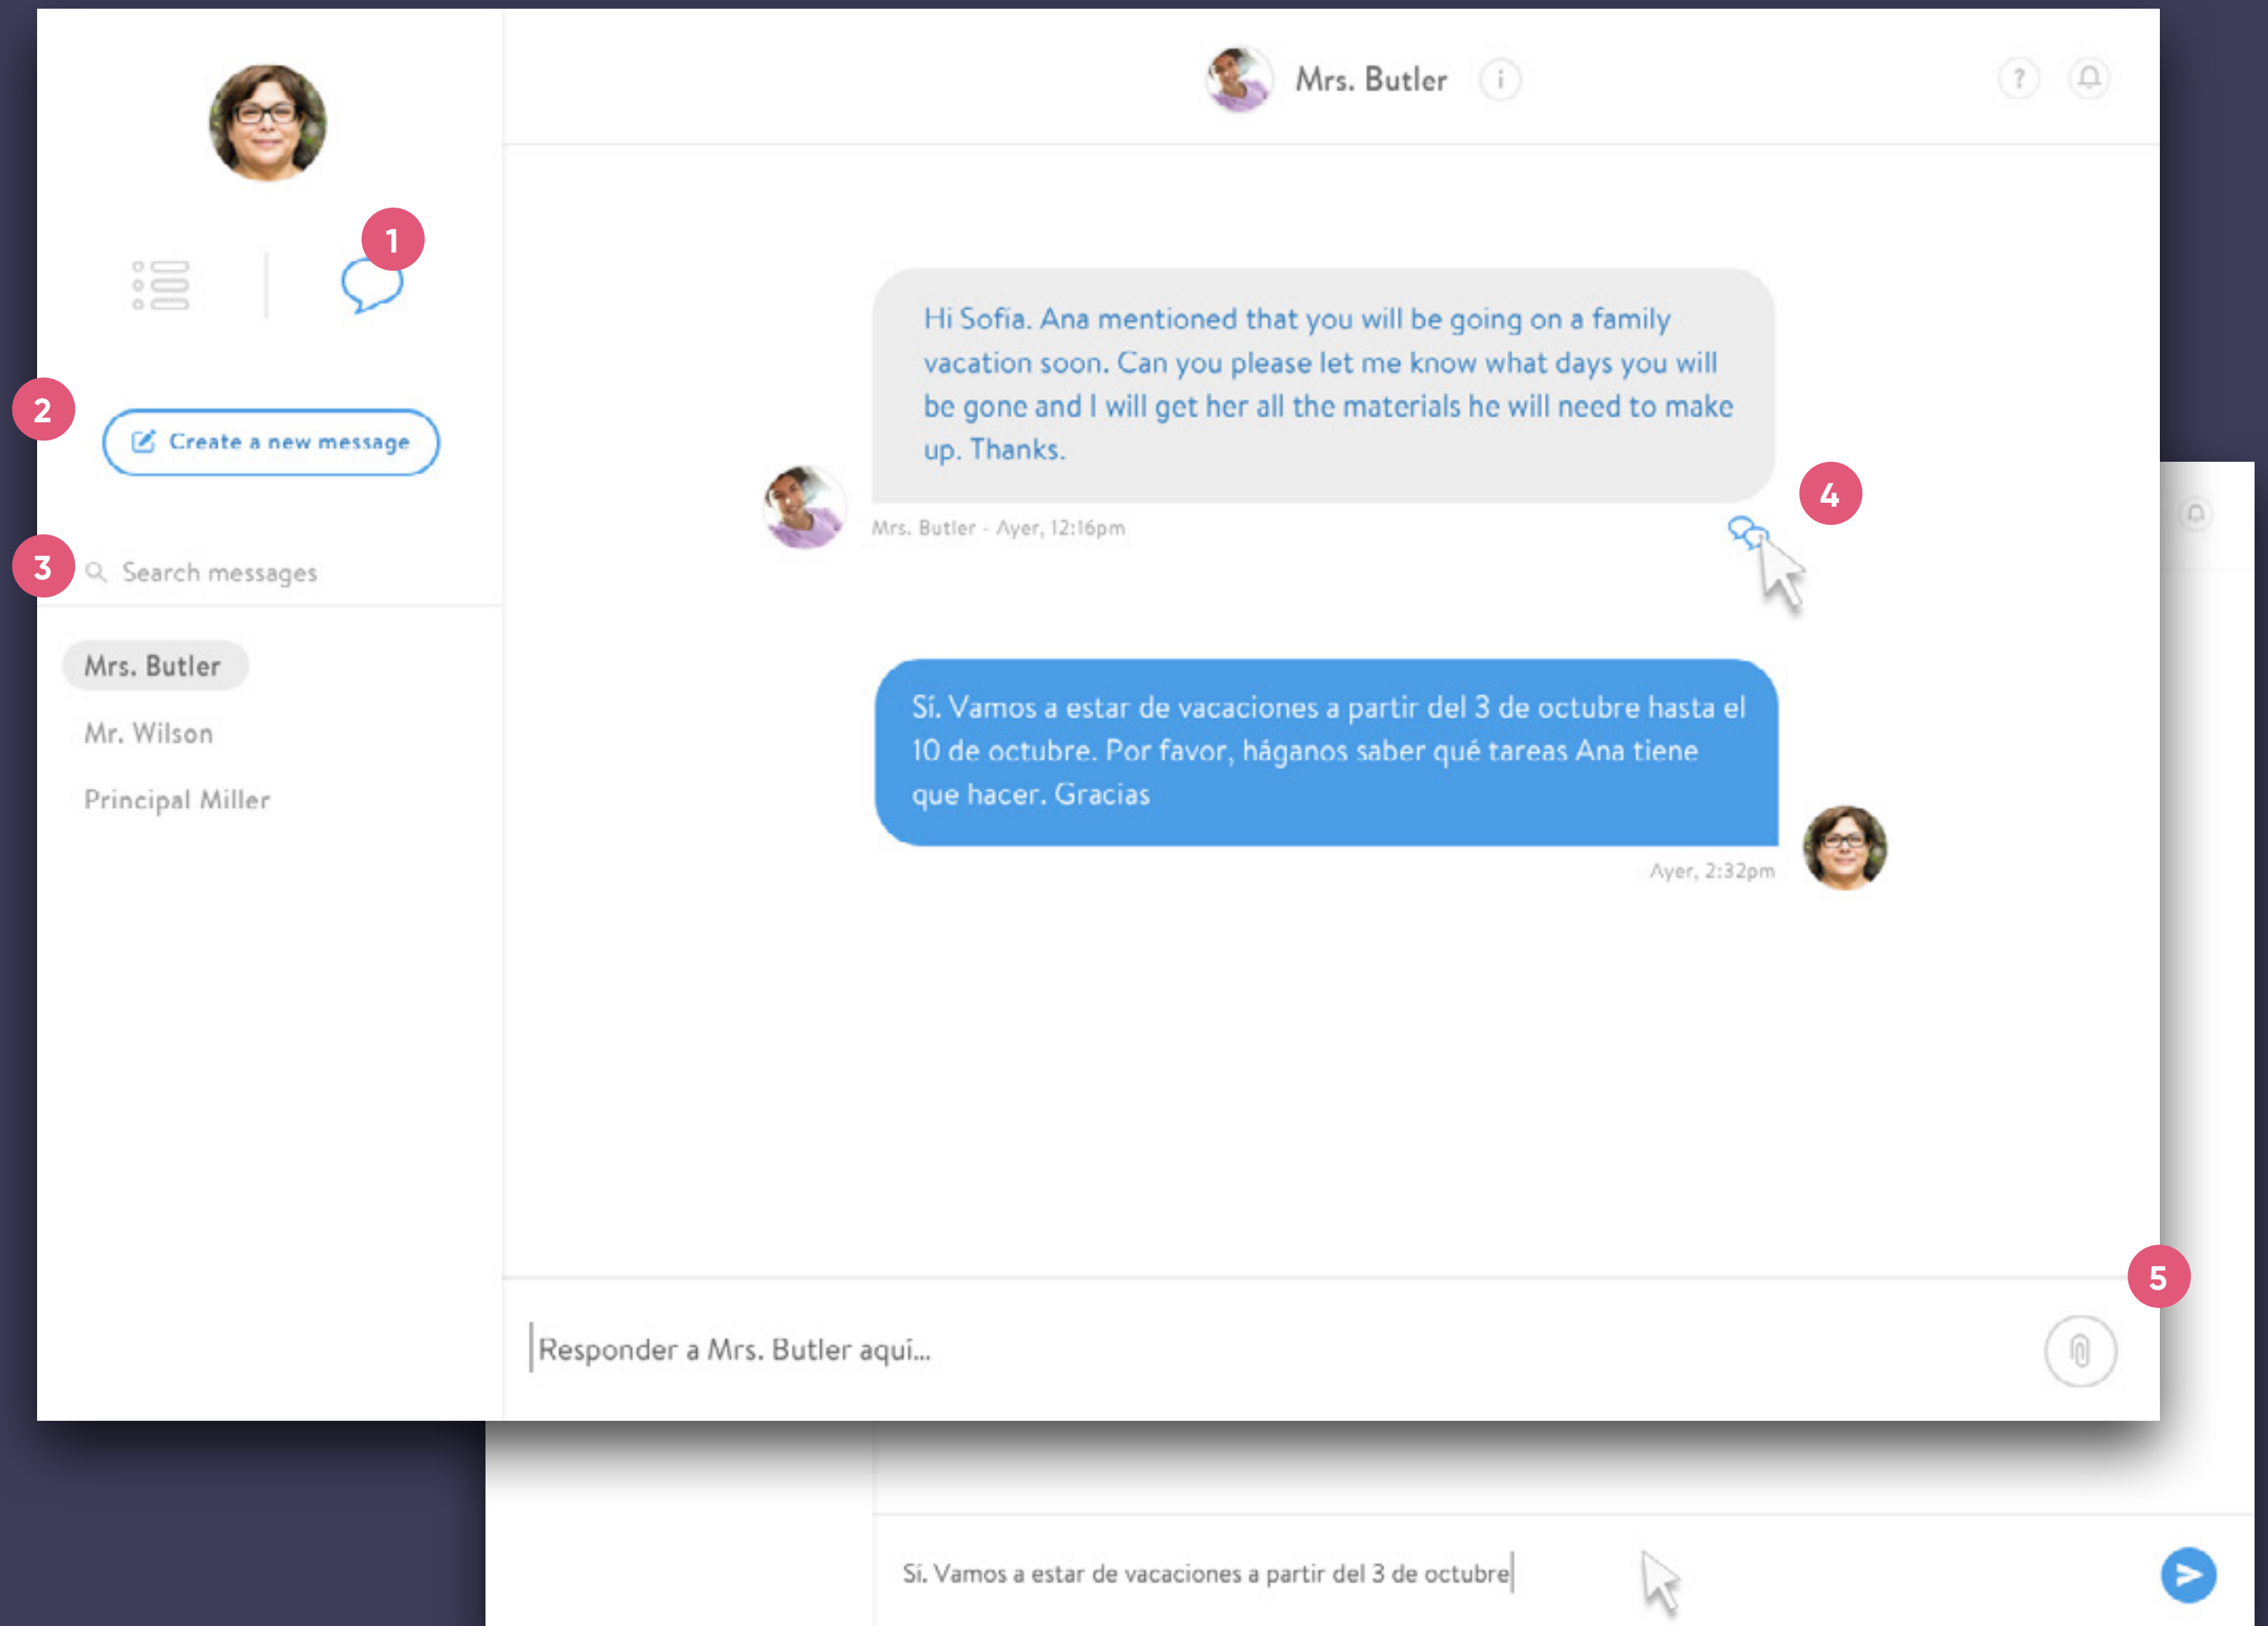 Mrs. Butler
i
?
1
2
Create a new message
3
Search messages
Mrs. Butler
Mr. Wilson
Principal Miller
Hi Sofía. Ana mentioned that you will be going on a family
vacation soon. Can you please let me know what days you will
be gone and I will get her all the materials he will need to make
up. Thanks.
4
Mrs. Butler - Ayer, 12:16pm
Sí. Vamos a estar de vacaciones a partir del 3 de octubre hasta el
10 de octubre. Por favor, háganos saber qué tareas Ana tiene
que hacer. Gracias
Ayer, 2:32pm
5
Responder a Mrs. Butler aquí...
Sí. Vamos a estar de vacaciones a partir del 3 de octubre